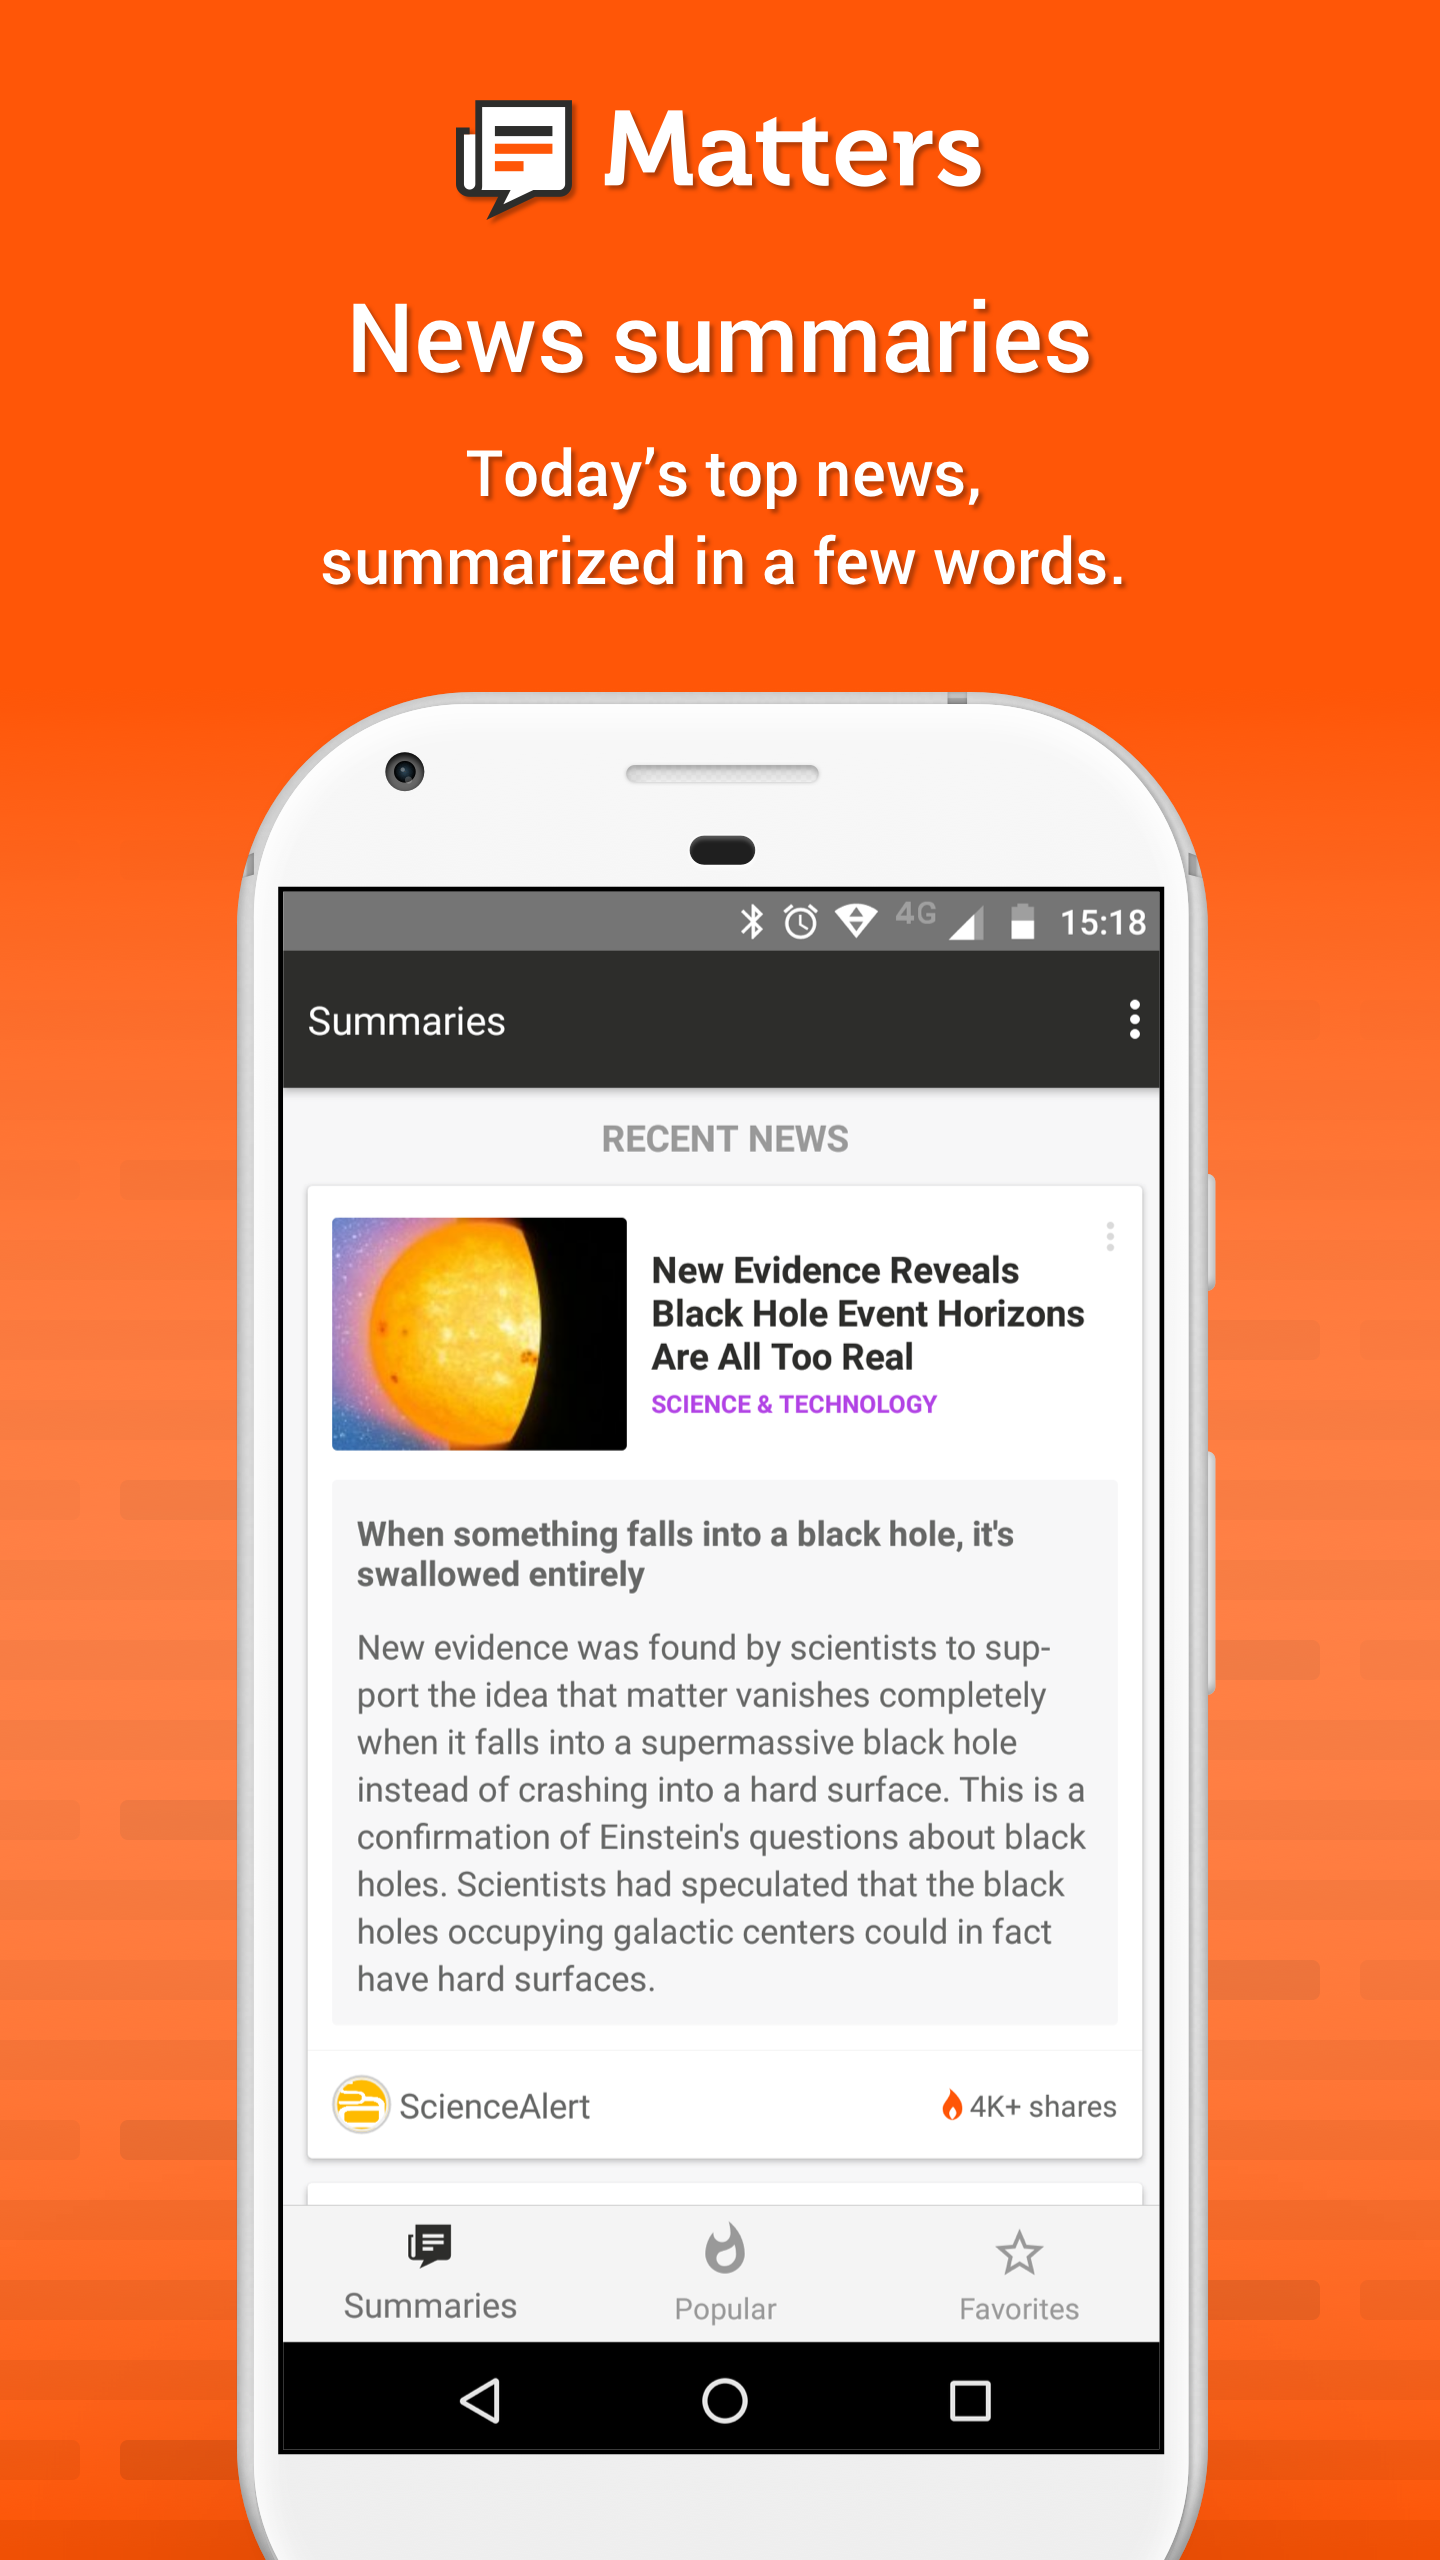 Matters
News summaries
Today’s top news,
summarized in a few words.
4G 15:18
Summaries
RECENT NEWS
New Evidence Reveals
Black Hole Event Horizons
Are All Too Real
SCIENCE & TECHNOLOGY
When something falls into a black hole, it's
swallowed entirely
New evidence was found by scientists to sup-
port the idea that matter vanishes completely
when it falls into a supermassive black hole
instead of crashing into a hard surface. This is a
confirmation of Einstein's questions about black
holes. Scientists had speculated that the black
holes occupying galactic centers could in fact
have hard surfaces.
ScienceAlert 4K+ shares
Summaries Popular Favorites